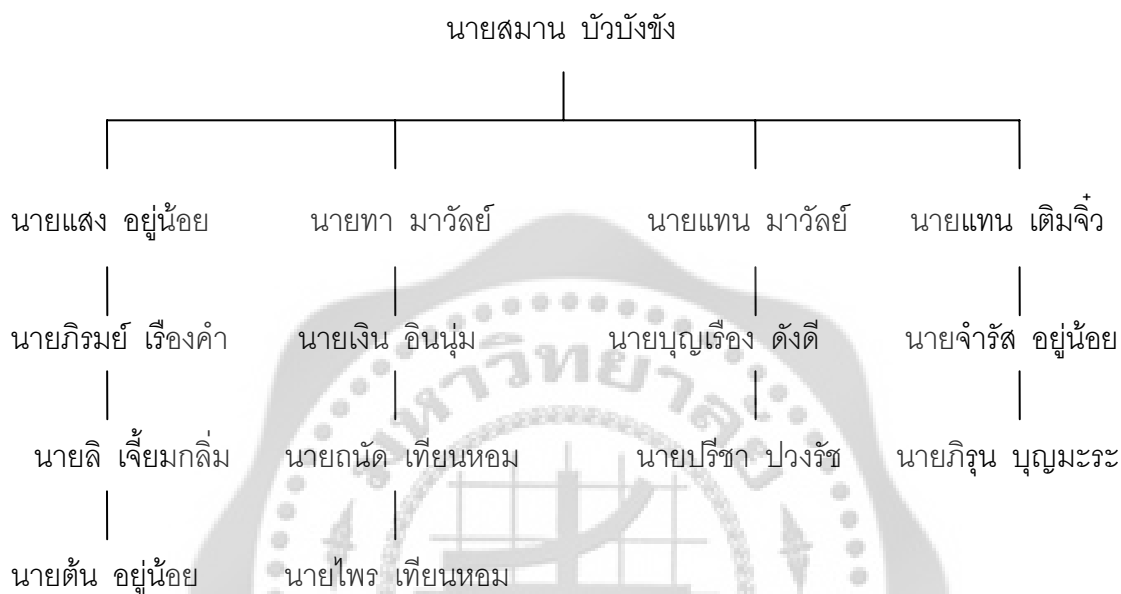 นายสมาน บัวบังขัง
นายแสง อยู่น้อย นายทา มาวัลย์ นายแทน มาวัลย์ นายแทน เติมจิ๋ว
นายภิรมย์ เรืองคำ นายเงิน อินนุ่ม นายบุญเรือง ดังดี นายจำรัส อยู่น้อย
นายลิ เจี้ยมกลิ่ม นายถนัด เทียนหอม นายปรีชา ปวงรัช นายภิรุน บุญมะระ
นายต้น อยู่น้อย นายไพร เทียนหอม
มหาวิทยาลัย